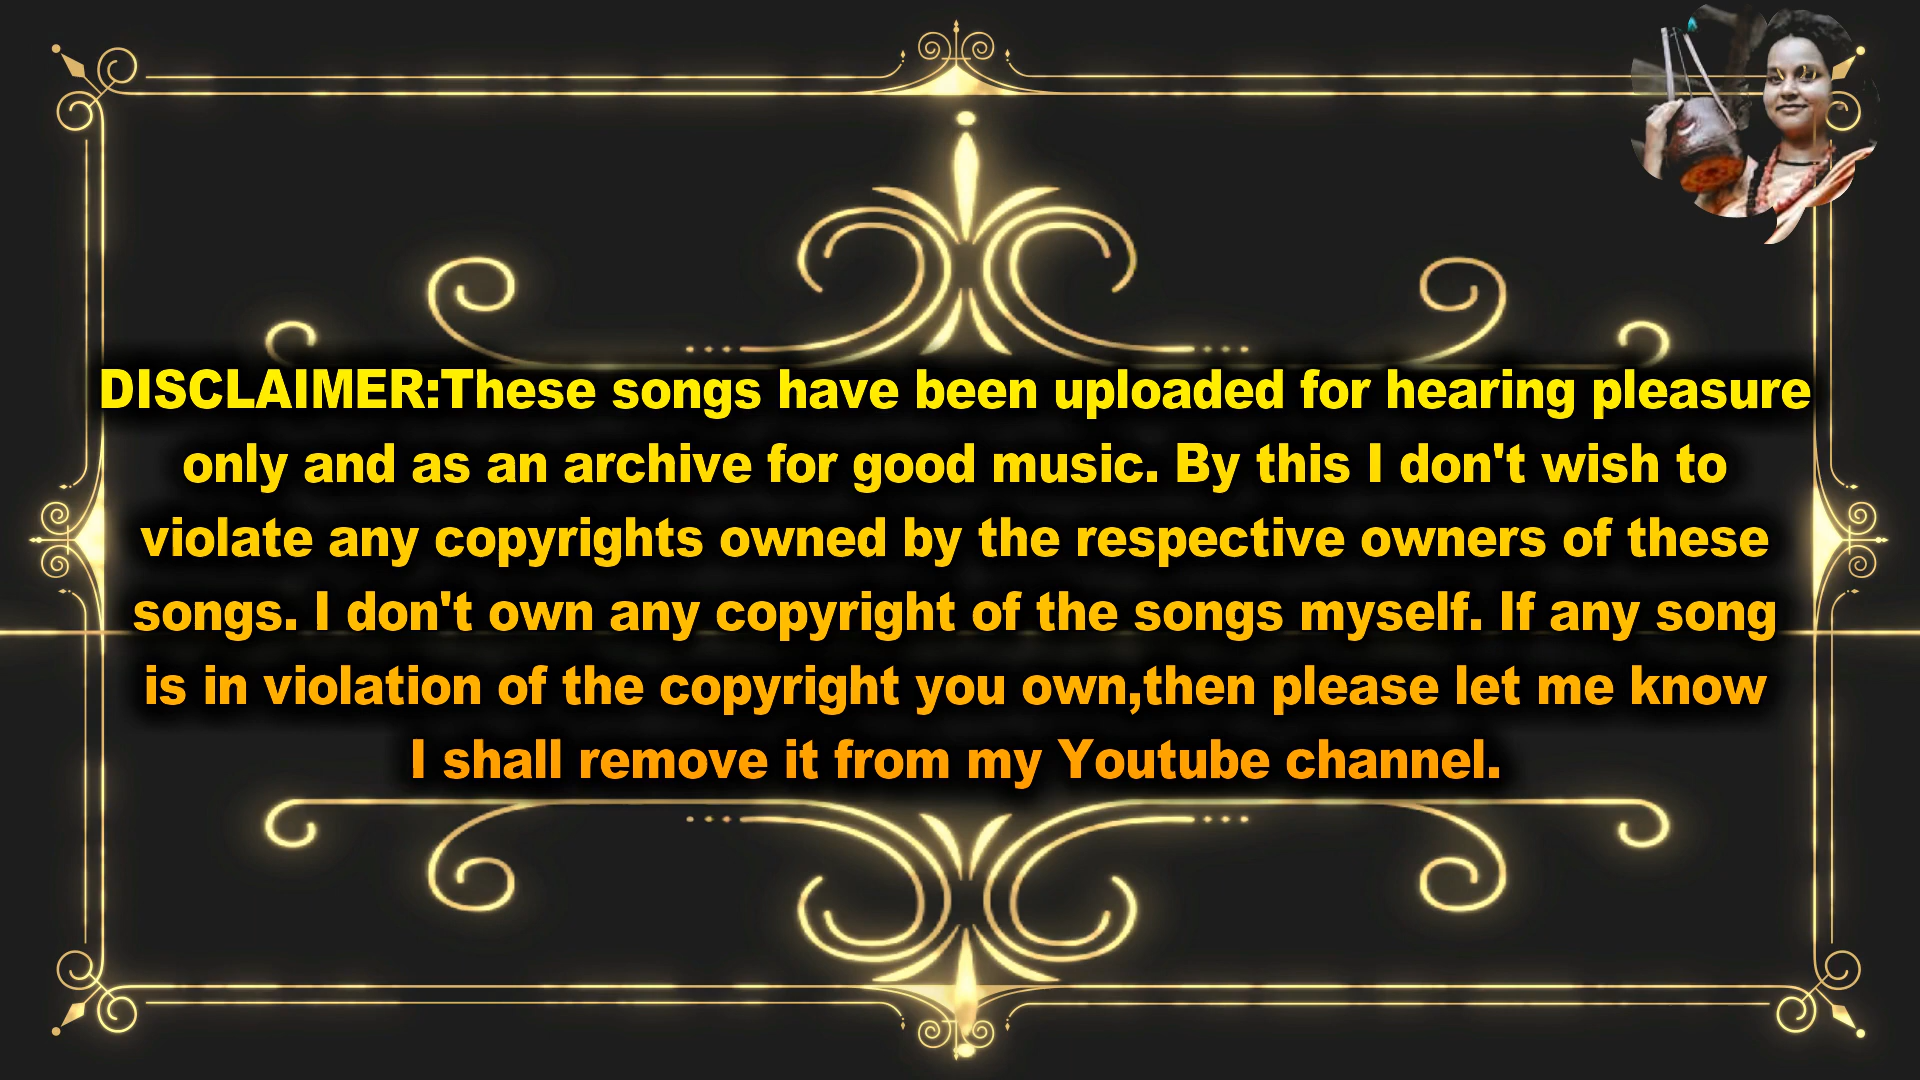 DISCLAIMER:These songs have been uploaded for hearing pleasure
only and as an archive for good music. By this I don't wish to
violate any copyrights owned by the respective owners of these
songs. I don't own any copyright of the songs myself. If any song
is in violation of the copyright you own,then please let me know
I shall remove it from my Youtube channel.